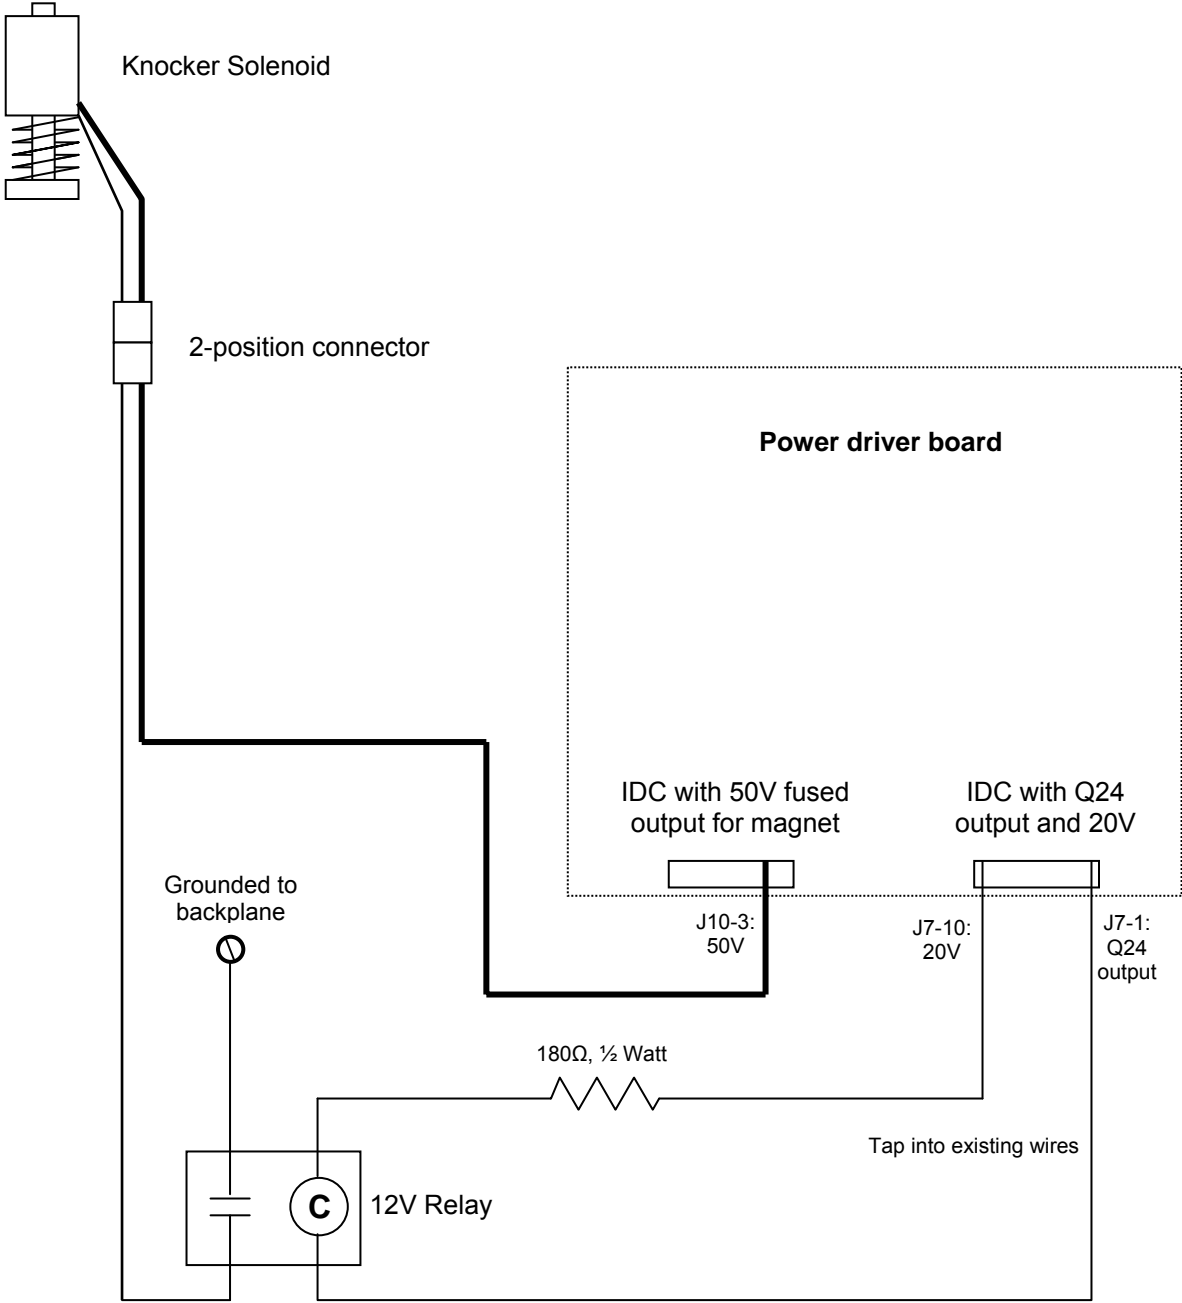 Knocker Solenoid
2-position connector
Power driver board
IDC with 50V fused
output for magnet
IDC with Q24
output and 20V
Grounded to
backplane
J10-3:
50V
J7-10:
20V
J7-1:
Q24
output
180Ω, ½ Watt
Tap into existing wires
C
12V Relay